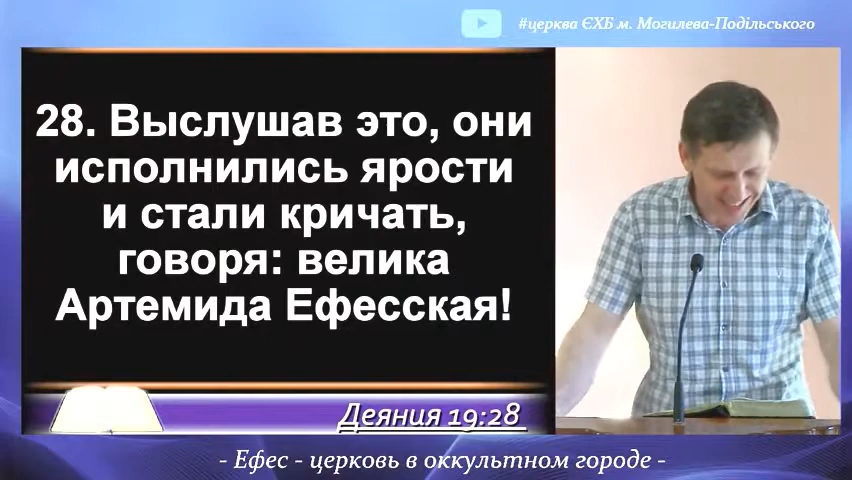 #церква ЄХБ м. Могилева-Подільського
28. Выслушав это, они
исполнились ярости
и стали кричать,
говоря: велика
Артемида Ефесская!
Деяния 19:28
- Ефес - церковь в оккультном городе -